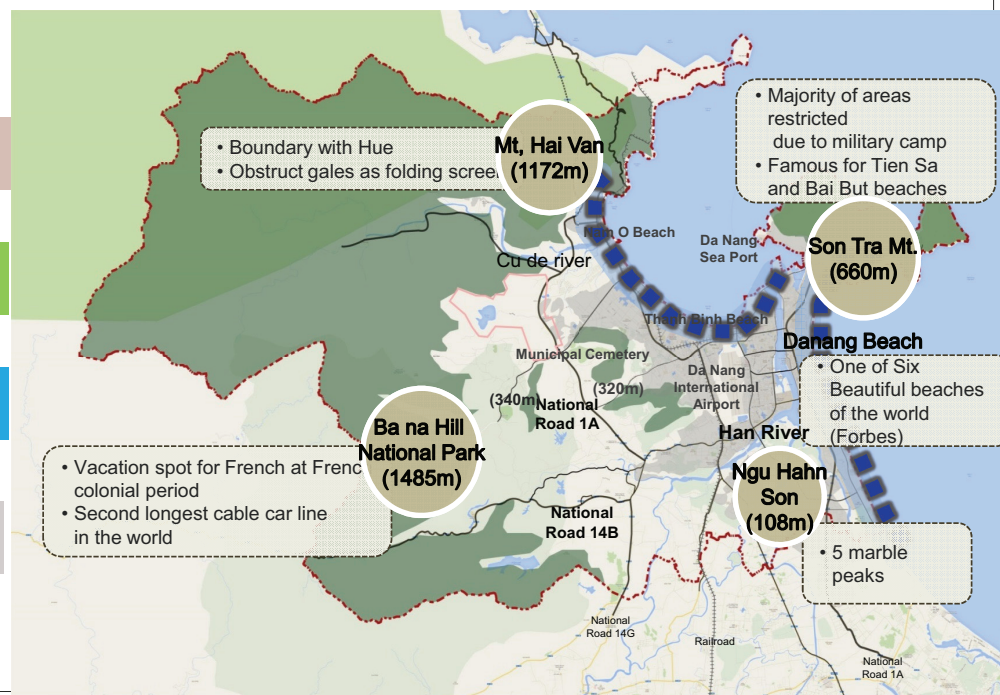 • Majority of areas
restricted
due to military camp
• Famous for Tien Sa
and Bai But beaches
Mt, Hai Van
(1172m)
• Boundary with Hue
• Obstruct gales as folding scree
O Beach
Da Nang
Sea Port
Son Tra Mt.
(660m)
Cu de river
Thanh Binh Beach
Danang Beach
• One of Six
Beautiful beaches
of the world
(Forbes)
Municipal Cemetery
(340m)
(320m)
Da Nang
International
Airport
National
Road 1A
Han River
Ba na Hill
National Park
(1485m)
• Vacation spot for French at Frenc
colonial period
• Second longest cable car line
in the world
Ngu Hahn
Son
(108m)
National
Road 14B
• 5 marble
peaks
National
Road 14G
Railroad
National
Road 1A